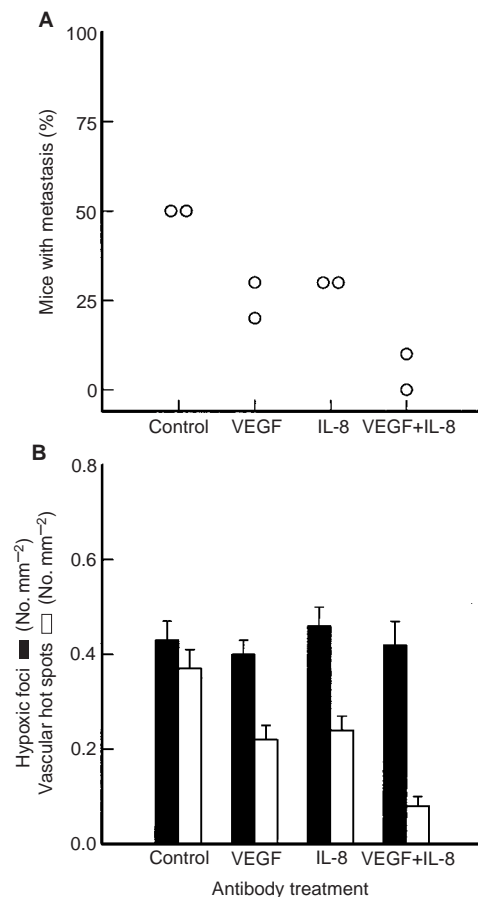 A
Mice with metastasis (%)
100
75
50
25
0
Control VEGF IL-8 VEGF+IL-8
B
Hypoxic foci ■ (No. mm−2)
Vascular hot spots □ (No. mm−2)
0.8
0.6
0.4
0.2
0.0
Control VEGF IL-8 VEGF+IL-8
Antibody treatment